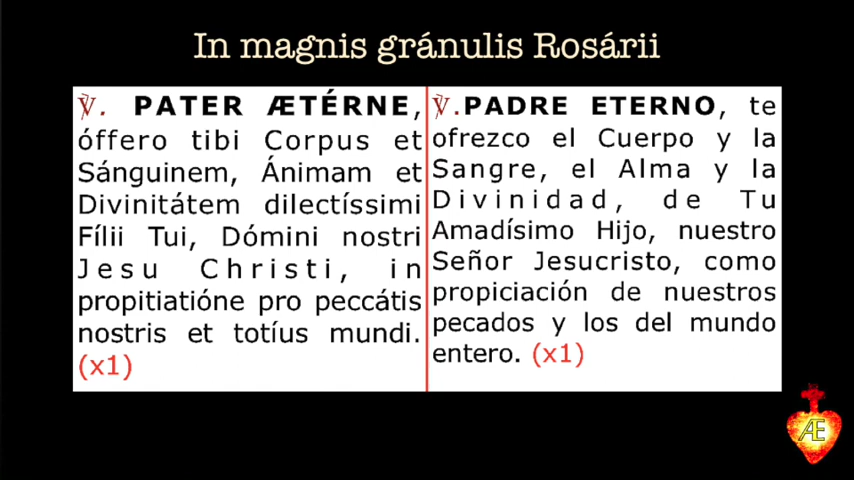 In magnis gránulis Rosárii
℣. PATER ÆTÉRNE,
óffero tibi Corpus et
Sánguinem, Ánimam et
Divinitátem dilectíssimi
Fílii Tui, Dómini nostri
Jesu Christi, in
propitiatióne pro peccátis
nostris et totíus mundi.
(x1)
℣.PADRE ETERNO, te
ofrezco el Cuerpo y la
Sangre, el Alma y la
Divinidad, de Tu
Amadísimo Hijo, nuestro
Señor Jesucristo, como
propiciación de nuestros
pecados y los del mundo
entero. (x1)
Æ